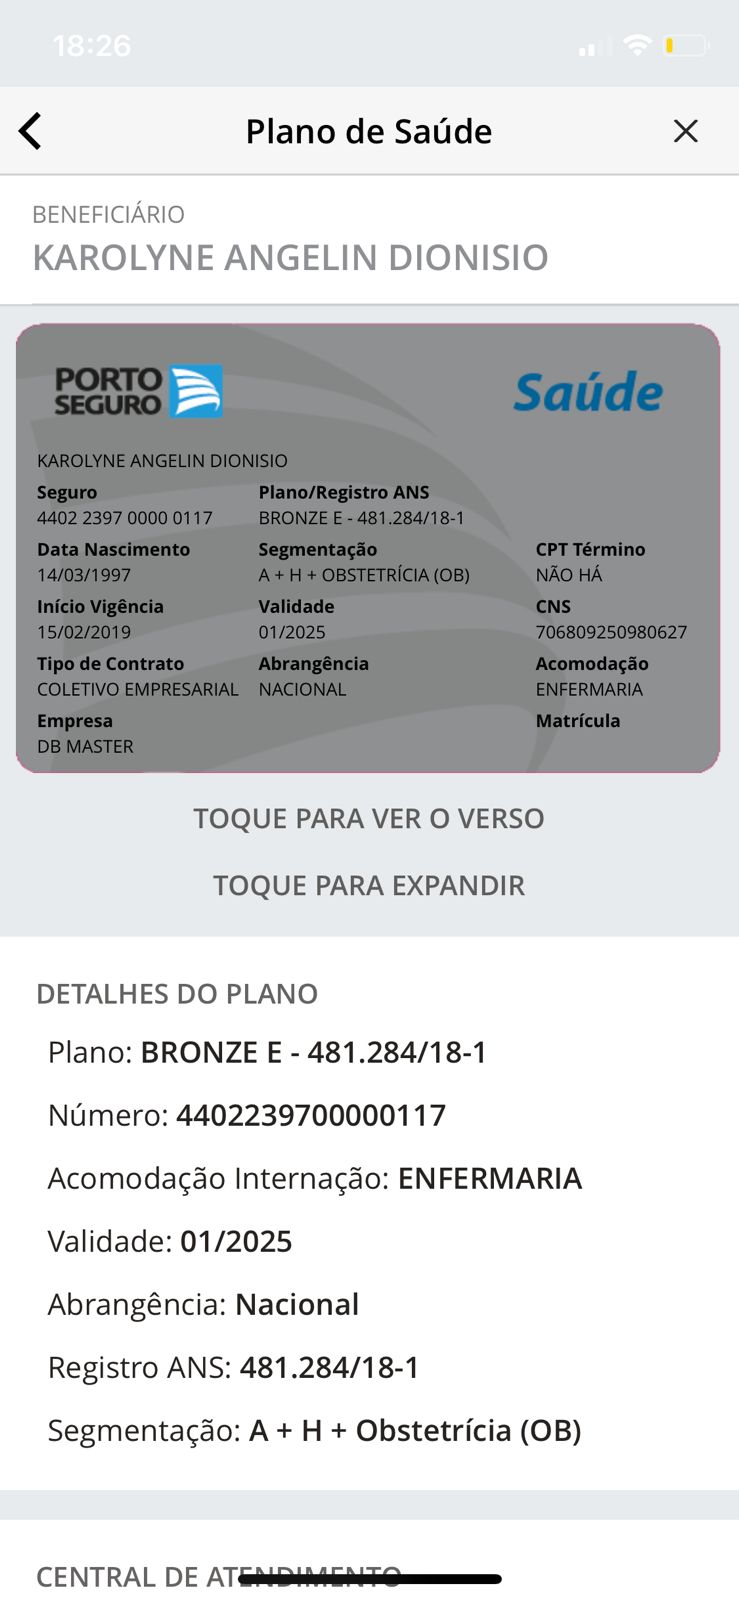 18:26
Plano de Saúde
BENEFICIÁRIO
KAROLYNE ANGELIN DIONISIO
PORTO
SEGURO
Saúde
KAROLYNE ANGELIN DIONISIO
Seguro Plano/Registro ANS
4402 2397 0000 0117 BRONZE E - 481.284/18-1
Data Nascimento Segmentação CPT Término
14/03/1997 A + H + OBSTETRÍCIA (OB) NÃO HÁ
Início Vigência Validade CNS
15/02/2019 01/2025 706809250980627
Tipo de Contrato Abrangência Acomodação
COLETIVO EMPRESARIAL NACIONAL ENFERMARIA
Empresa Matrícula
DB MASTER
TOQUE PARA VER O VERSO
TOQUE PARA EXPANDIR
DETALHES DO PLANO
Plano: BRONZE E - 481.284/18-1
Número: 4402239700000117
Acomodação Internação: ENFERMARIA
Validade: 01/2025
Abrangência: Nacional
Registro ANS: 481.284/18-1
Segmentação: A + H + Obstetrícia (OB)
CENTRAL DE ATENDIMENTO